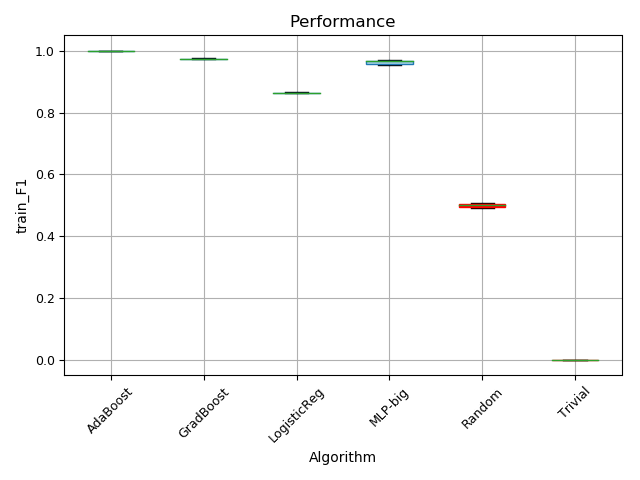 Performance
train_F1
1.0
0.8
0.6
0.4
0.2
0.0
AdaBoost
GradBoost
LogisticReg
MLP-big
Random
Trivial
Algorithm